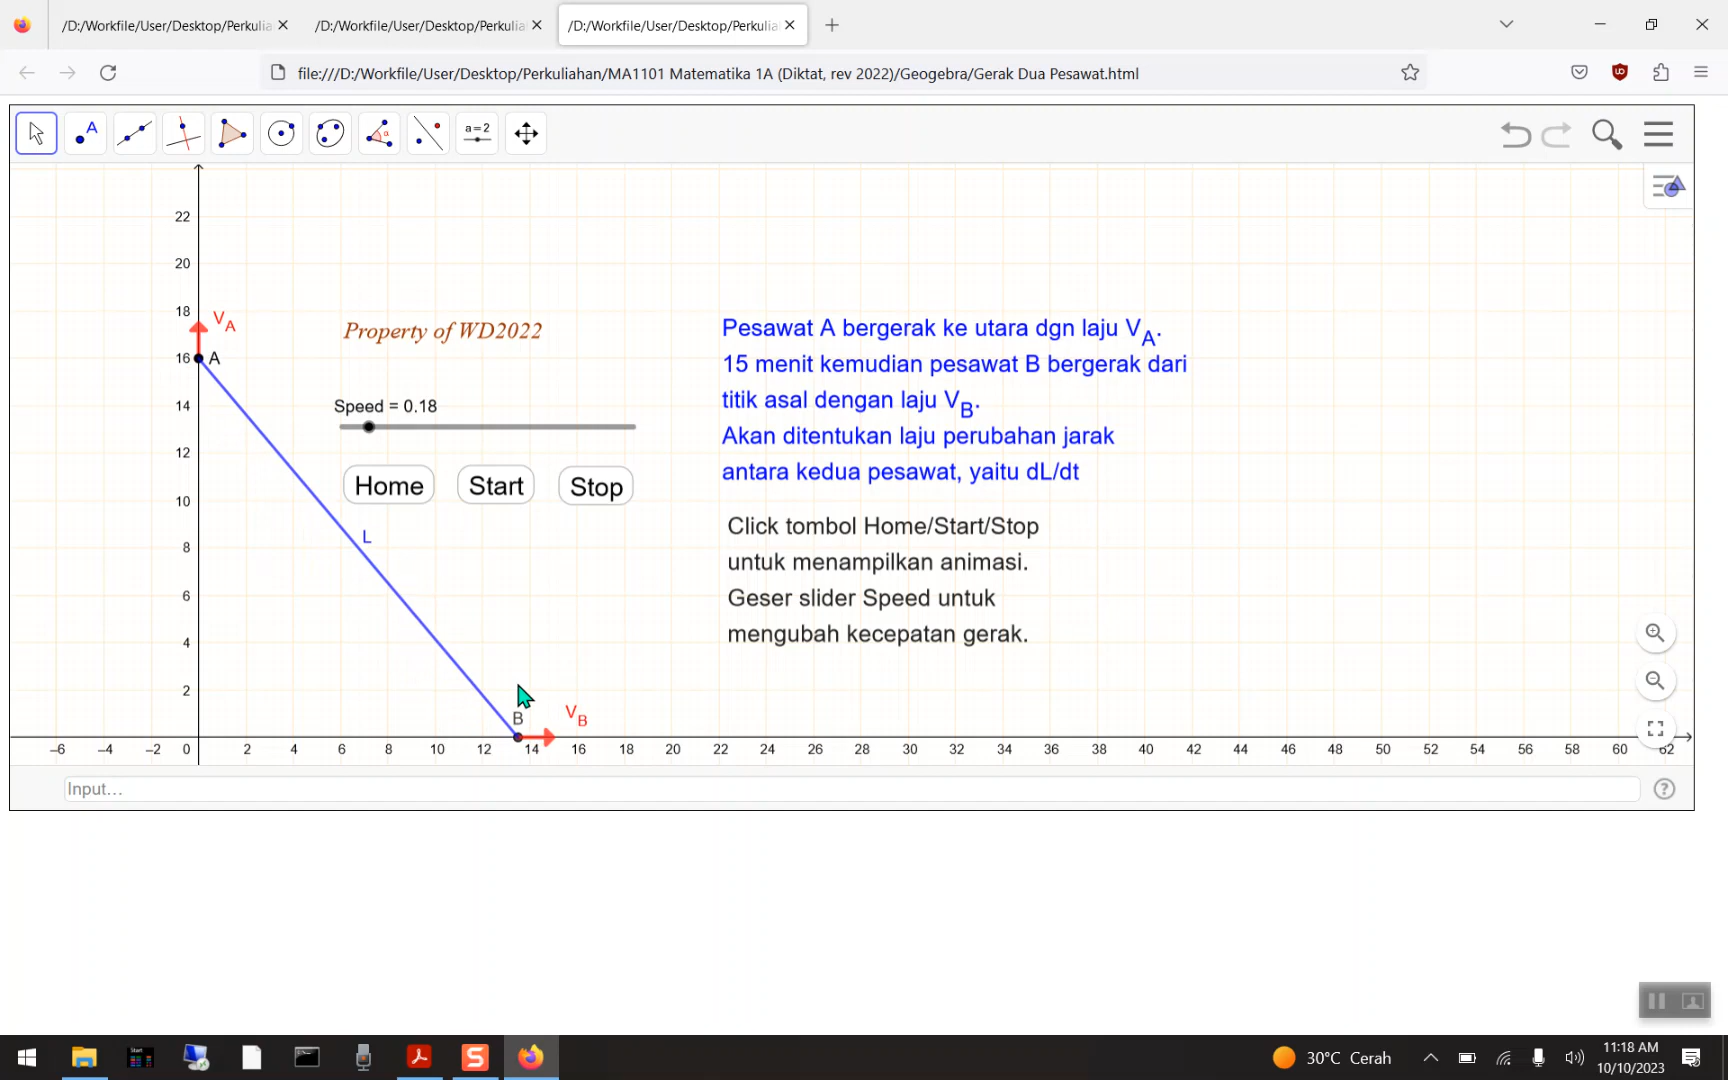 /D:/Workfile/User/Desktop/Perkulia
/D:/Workfile/User/Desktop/Perkulia
/D:/Workfile/User/Desktop/Perkulia
file:///D:/Workfile/User/Desktop/Perkuliahan/MA1101 Matematika 1A (Diktat, rev 2022)/Geogebra/Gerak Dua Pesawat.html
A
α
a=2
22
20
18
16
14
12
10
8
6
4
2
VA
A
Property of WD2022
Speed = 0.18
Home Start Stop
L
B
VB
Pesawat A bergerak ke utara dgn laju VA.
15 menit kemudian pesawat B bergerak dari
titik asal dengan laju VB.
Akan ditentukan laju perubahan jarak
antara kedua pesawat, yaitu dL/dt
Click tombol Home/Start/Stop
untuk menampilkan animasi.
Geser slider Speed untuk
mengubah kecepatan gerak.
−6 −4 −2 0 2 4 6 8 10 12 14 16 18 20 22 24 26 28 30 32 34 36 38 40 42 44 46 48 50 52 54 56 58 60 62
Input…
?
30°C Cerah
11:18 AM
10/10/2023